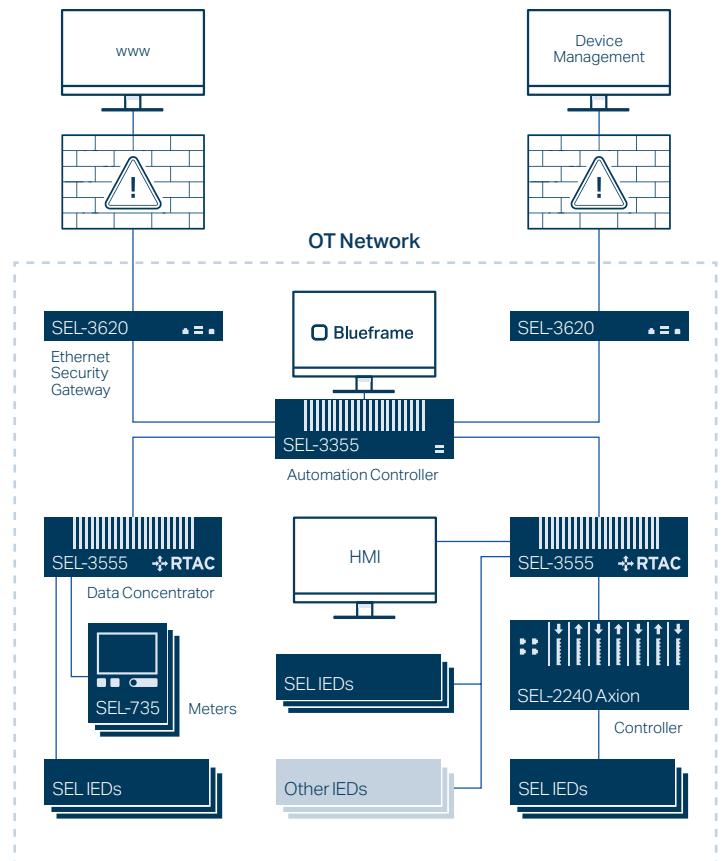 www
Device
Management
!
!
OT Network
SEL-3620
SEL-3620
Ethernet
Security
Gateway
Blueframe
SEL-3355
Automation Controller
SEL-3555 RTAC
HMI
SEL-3555 RTAC
Data Concentrator
SEL-735
Meters
SEL IEDs
SEL-2240 Axion
Controller
SEL IEDs
Other IEDs
SEL IEDs